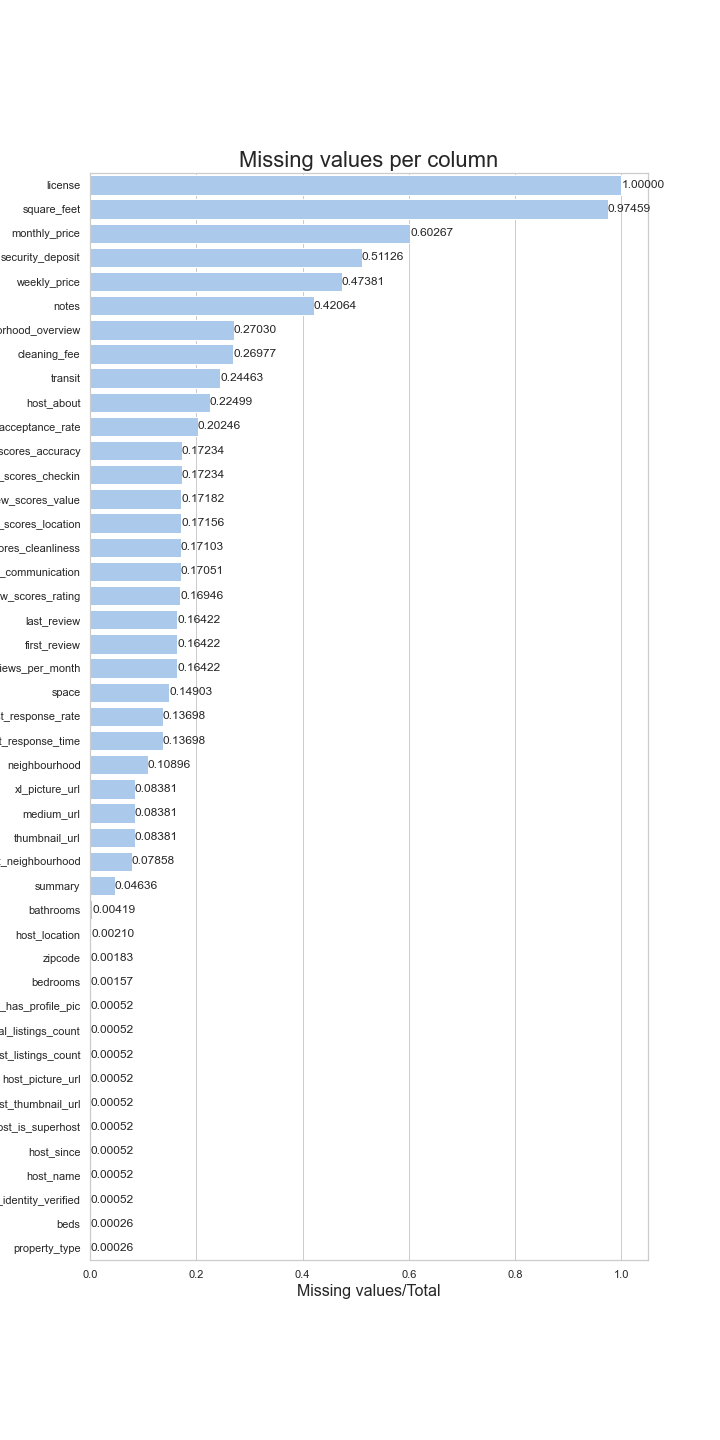 Missing values per column
license 1.00000
square_feet 0.97459
monthly_price 0.60267
security_deposit 0.51126
weekly_price 0.47381
notes 0.42064
orhood_overview 0.27030
cleaning_fee 0.26977
transit 0.24463
host_about 0.22499
acceptance_rate 0.20246
scores_accuracy 0.17234
_scores_checkin 0.17234
ew_scores_value 0.17182
_scores_location 0.17156
ores_cleanliness 0.17103
_communication 0.17051
w_scores_rating 0.16946
last_review 0.16422
first_review 0.16422
iews_per_month 0.16422
space 0.14903
t_response_rate 0.13698
t_response_time 0.13698
neighbourhood 0.10896
xl_picture_url 0.08381
medium_url 0.08381
thumbnail_url 0.08381
t_neighbourhood 0.07858
summary 0.04636
bathrooms 0.00419
host_location 0.00210
zipcode 0.00183
bedrooms 0.00157
_has_profile_pic 0.00052
al_listings_count 0.00052
st_listings_count 0.00052
host_picture_url 0.00052
st_thumbnail_url 0.00052
ost_is_superhost 0.00052
host_since 0.00052
host_name 0.00052
_identity_verified 0.00052
beds 0.00026
property_type 0.00026
0.0 0.2 0.4 0.6 0.8 1.0
Missing values/Total